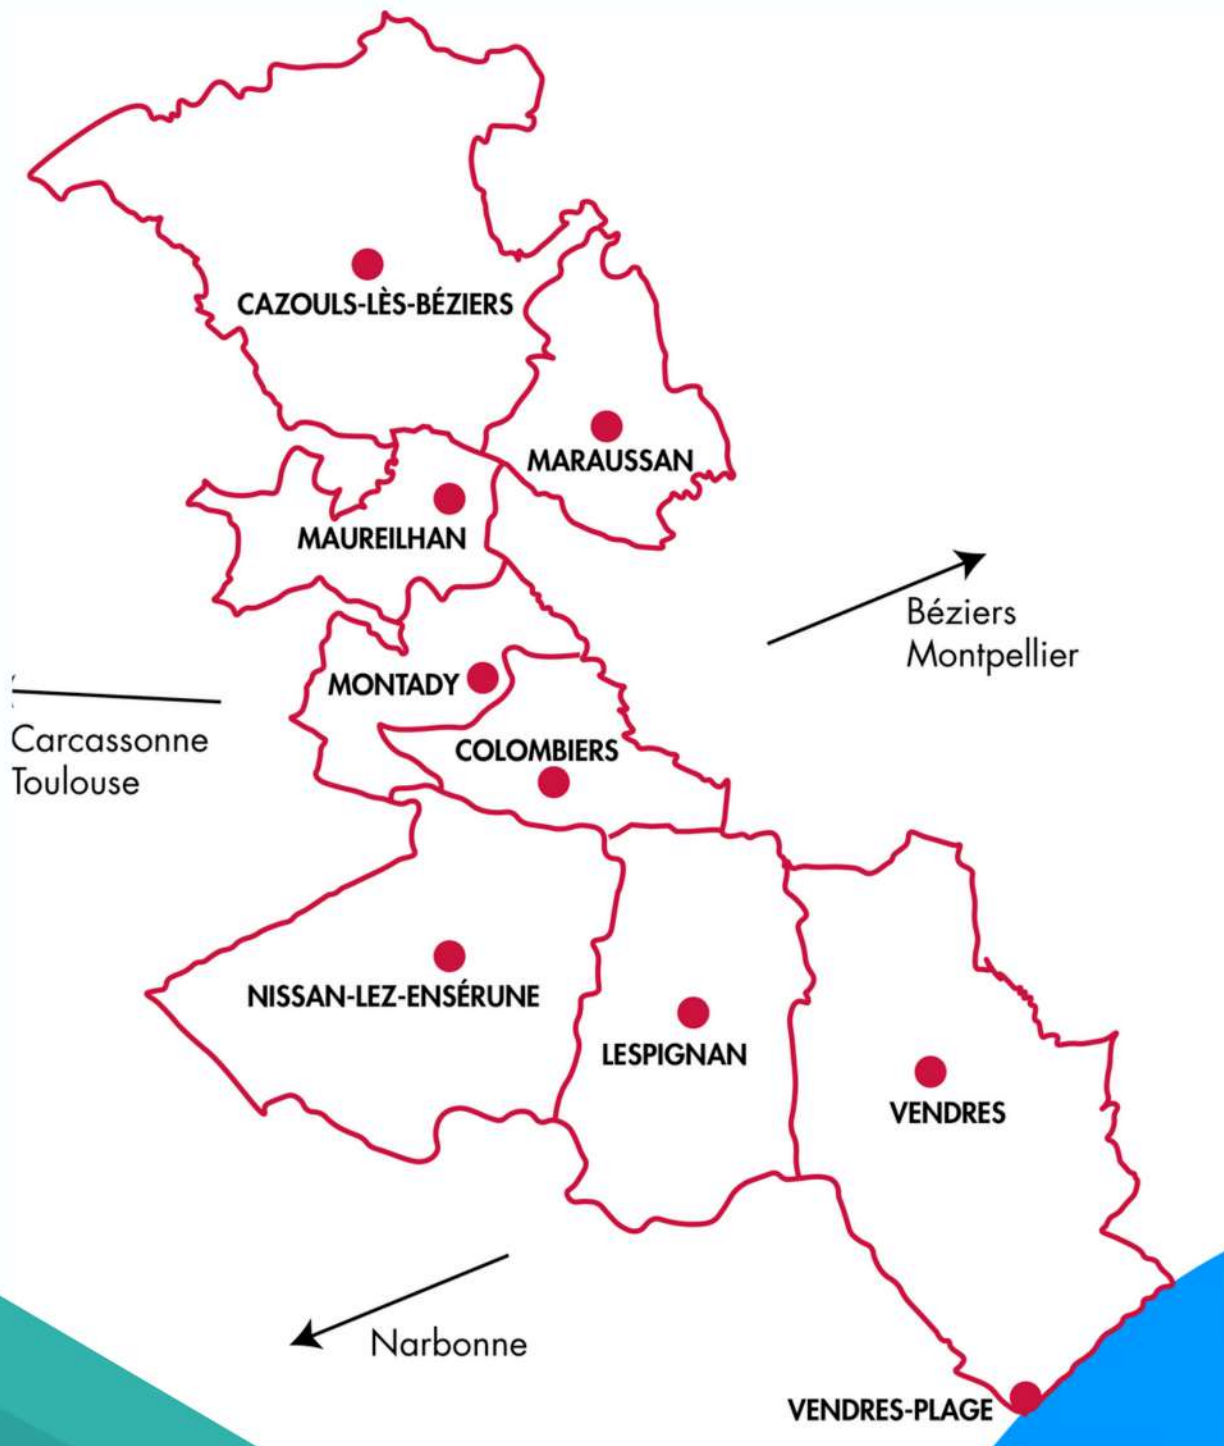 CAZOULS-LÈS-BÉZIERS
MARAUSSAN
MAUREILHAN
Béziers
Montpellier
MONTADY
Carcassonne
Toulouse
COLOMBIERS
NISSAN-LEZ-ENSÉRUNE
LESPIGNAN
VENDRES
Narbonne
VENDRES-PLAGE